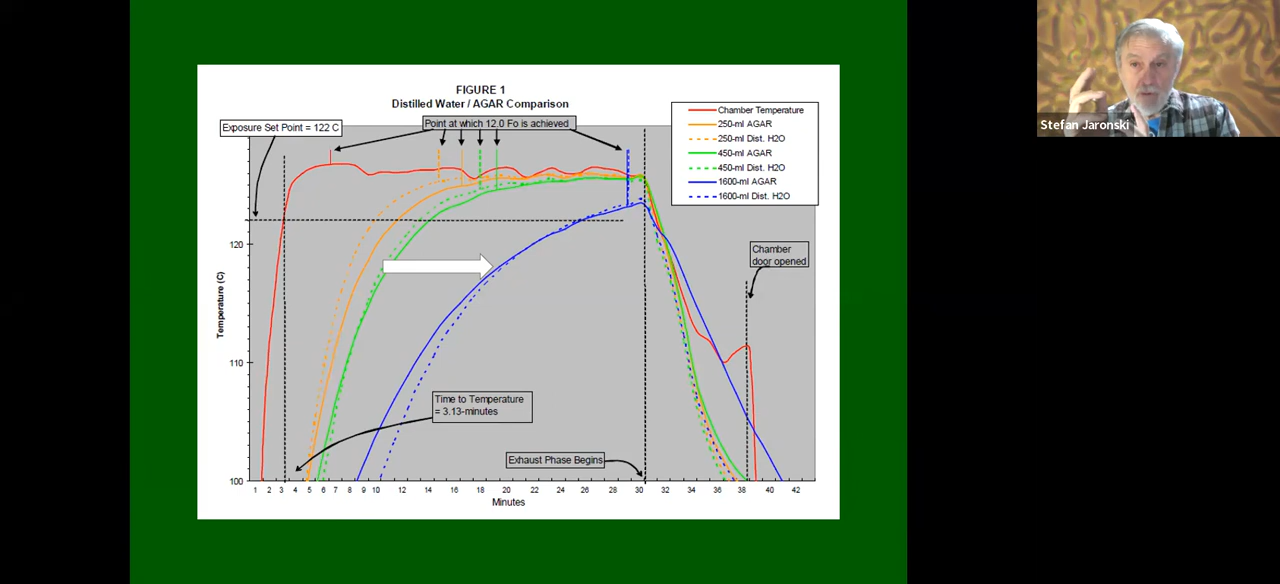 FIGURE 1
Distilled Water / AGAR Comparison
Exposure Set Point = 122 C
Point at which 12.0 Fo is achieved
Chamber Temperature
250-ml AGAR
250-ml Dist. H2O
450-ml AGAR
450-ml Dist. H2O
1600-ml AGAR
1600-ml Dist. H2O
Stefan Jaronski
120
110
100
Temperature (C)
Chamber
door opened
Time to Temperature
= 3.13-minutes
Exhaust Phase Begins
1 2 3 4 5 6 7 8 9 10 12 14 16 18 20 22 24 26 28 30 32 34 36 38 40 42
Minutes